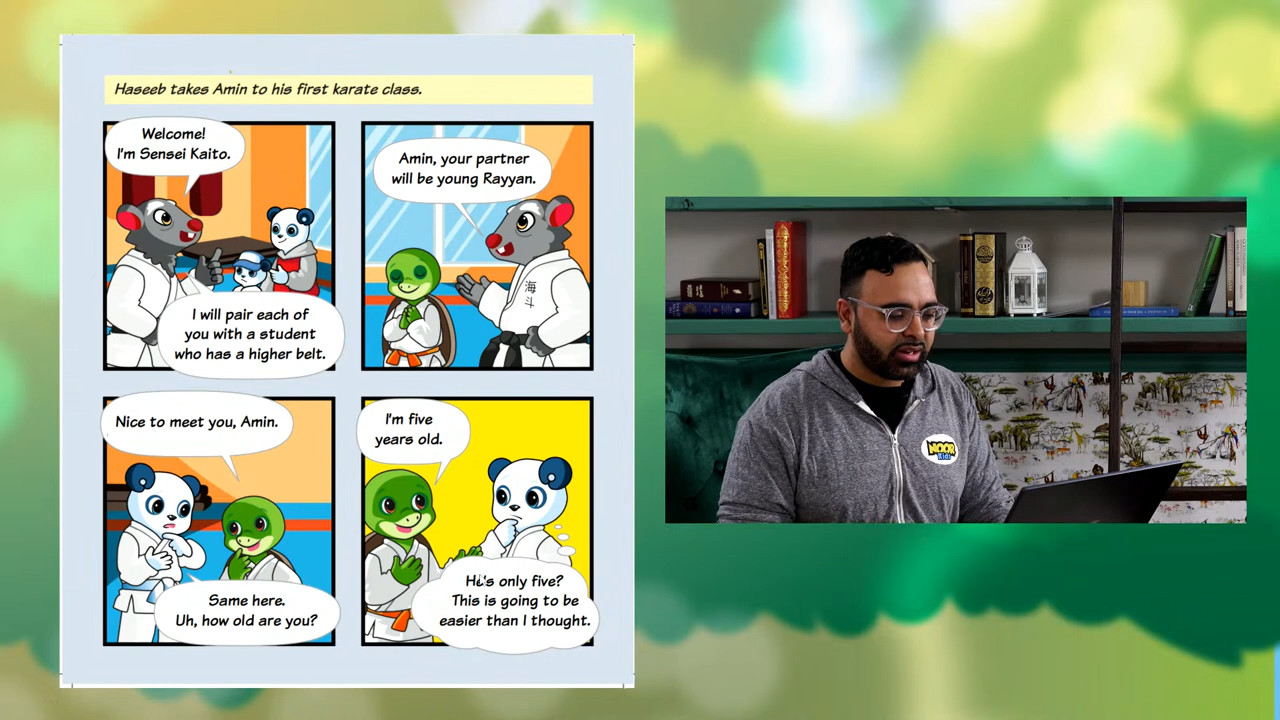 Haseeb takes Amin to his first karate class.
Welcome!
I'm Sensei Kaito.
I will pair each of
you with a student
who has a higher belt.
Amin, your partner
will be young Rayyan.
海
斗
Nice to meet you, Amin.
Same here.
Uh, how old are you?
I'm five
years old.
He's only five?
This is going to be
easier than I thought.
NOOR
Kids